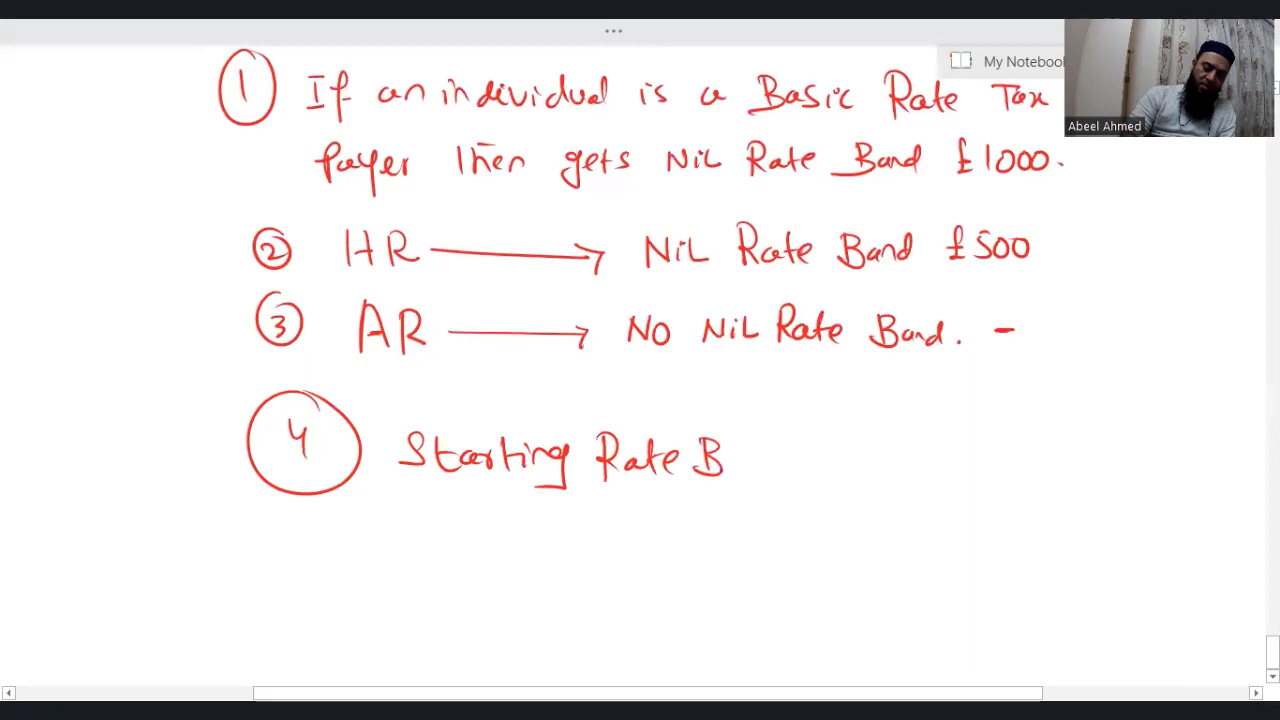 My Notebook
Abeel Ahmed
1 If an individual is a Basic Rate Tax
Payer then gets NiL Rate Band £1000.
2 HR → NiL Rate Band £500
3 AR → NO NiL Rate Band. -
4 Starting Rate B